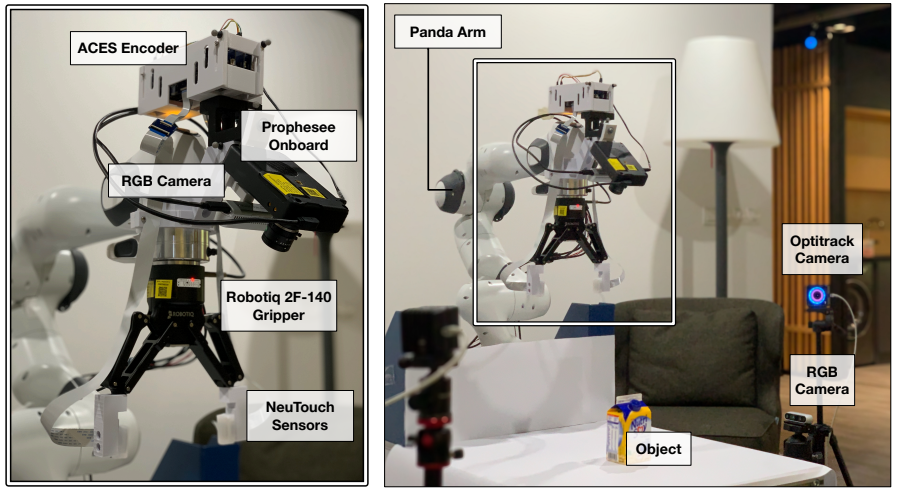 ACES Encoder
Prophesee
Onboard
RGB Camera
Robotiq 2F-140
Gripper
ROBOTIQ
NeuTouch
Sensors
Panda Arm
Optitrack
Camera
RGB
Camera
Object